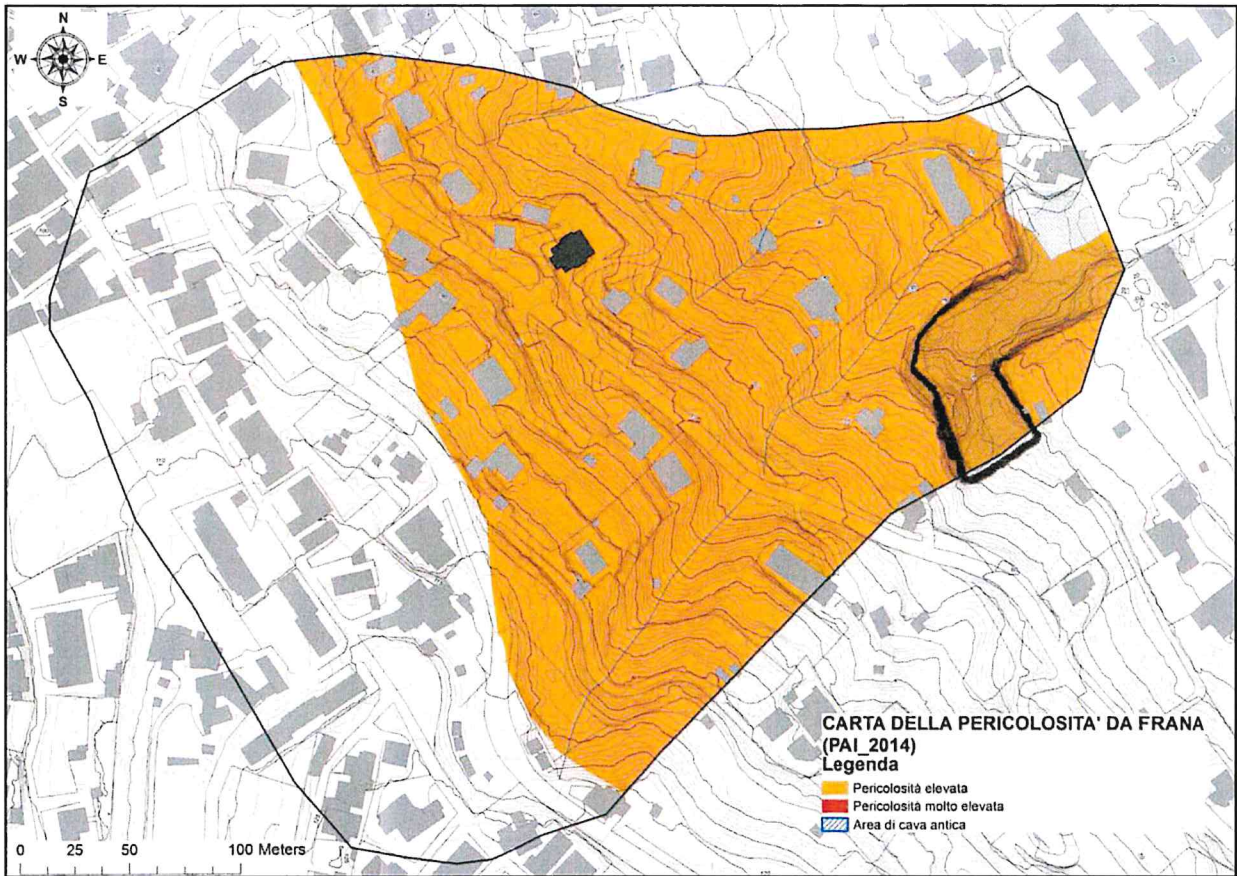 N
W E
S
CARTA DELLA PERICOLOSITA' DA FRANA
(PAI_2014)
Legenda
Pericolosità elevata
Pericolosità molto elevata
Area di cava antica
0 25 50 100 Meters